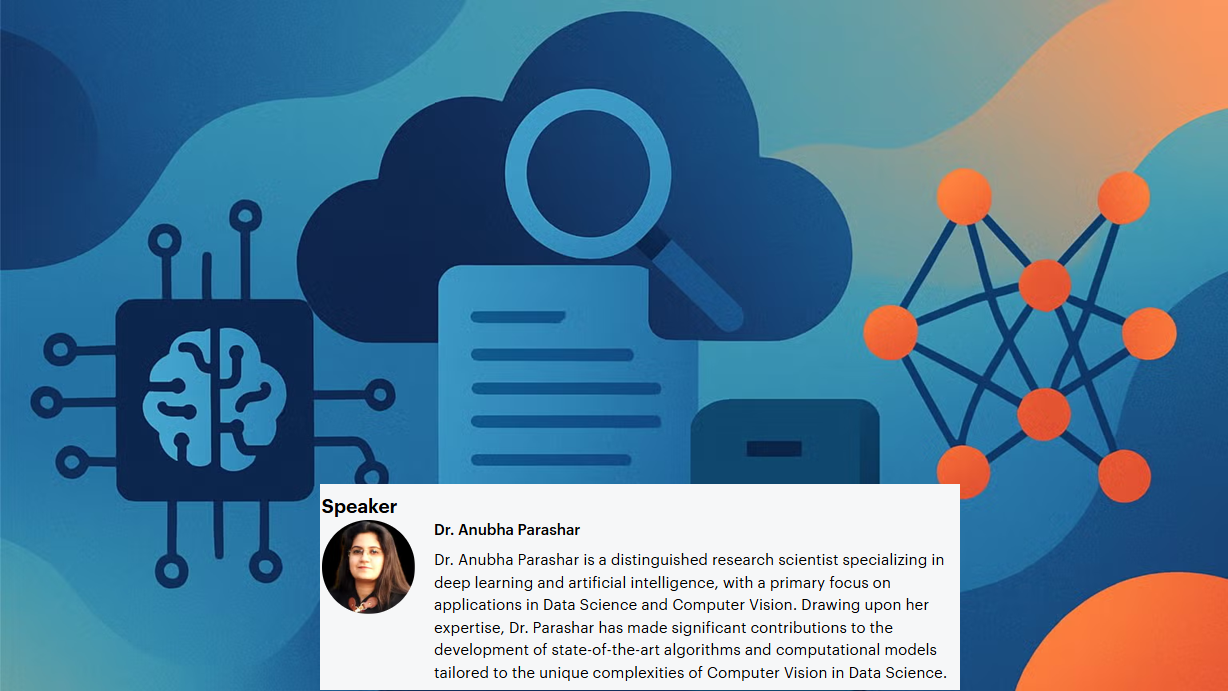 Speaker
Dr. Anubha Parashar
Dr. Anubha Parashar is a distinguished research scientist specializing in
deep learning and artificial intelligence, with a primary focus on
applications in Data Science and Computer Vision. Drawing upon her
expertise, Dr. Parashar has made significant contributions to the
development of state-of-the-art algorithms and computational models
tailored to the unique complexities of Computer Vision in Data Science.